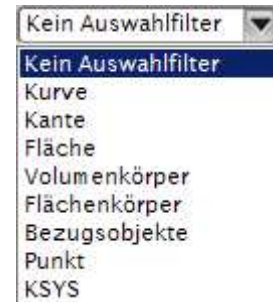 Kein Auswahlfilter
Kein Auswahlfilter
Kurve
Kante
Fläche
Volumenkörper
Flächenkörper
Bezugsobjekte
Punkt
KSYS